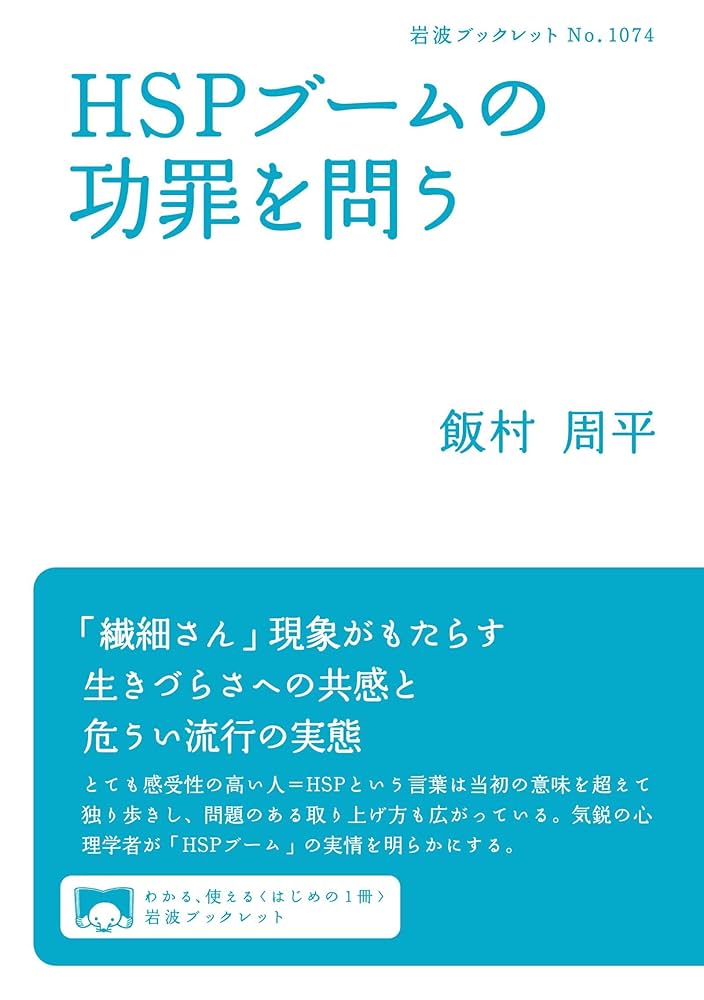 岩波ブックレット No.1074
HSPブームの
功罪を問う
飯村 周平
「繊細さん」現象がもたらす
生きづらさへの共感と
危うい流行の実態
とても感受性の高い人＝HSPという言葉は当初の意味を超えて
独り歩きし、問題のある取り上げ方も広がっている。気鋭の心
理学者が「HSPブーム」の実情を明らかにする。
わかる、使える〈はじめの1冊〉
岩波ブックレット